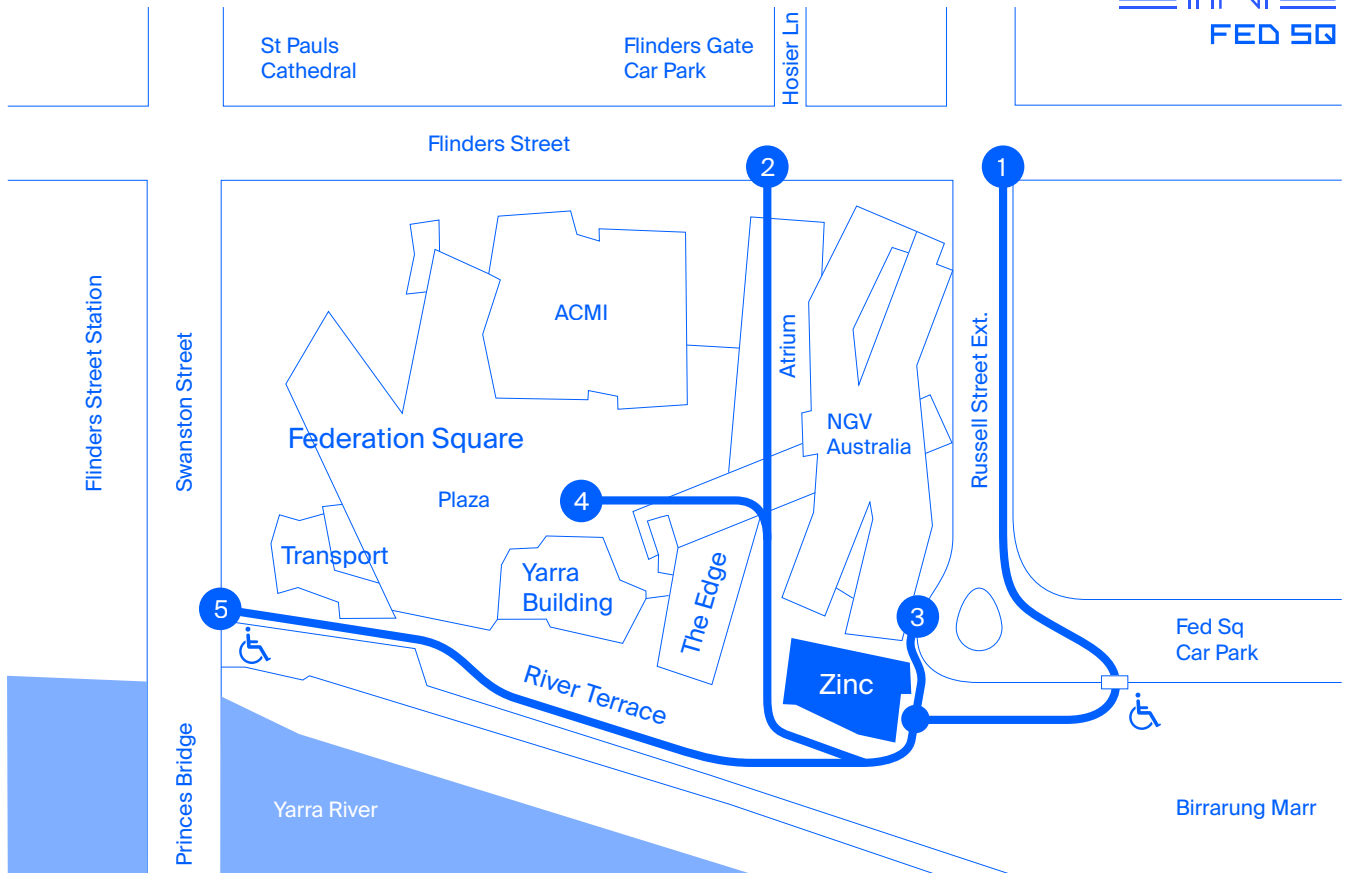 FED SQ
St Pauls
Cathedral
Flinders Gate
Car Park
Hosier Ln
Flinders Street
2
1
Flinders Street Station
Swanston Street
ACMI
Atrium
Russell Street Ext.
NGV
Australia
Federation Square
Plaza
4
Transport
Yarra
Building
The Edge
5
3
Fed Sq
Car Park
River Terrace
Zinc
Princes Bridge
Yarra River
Birrarung Marr